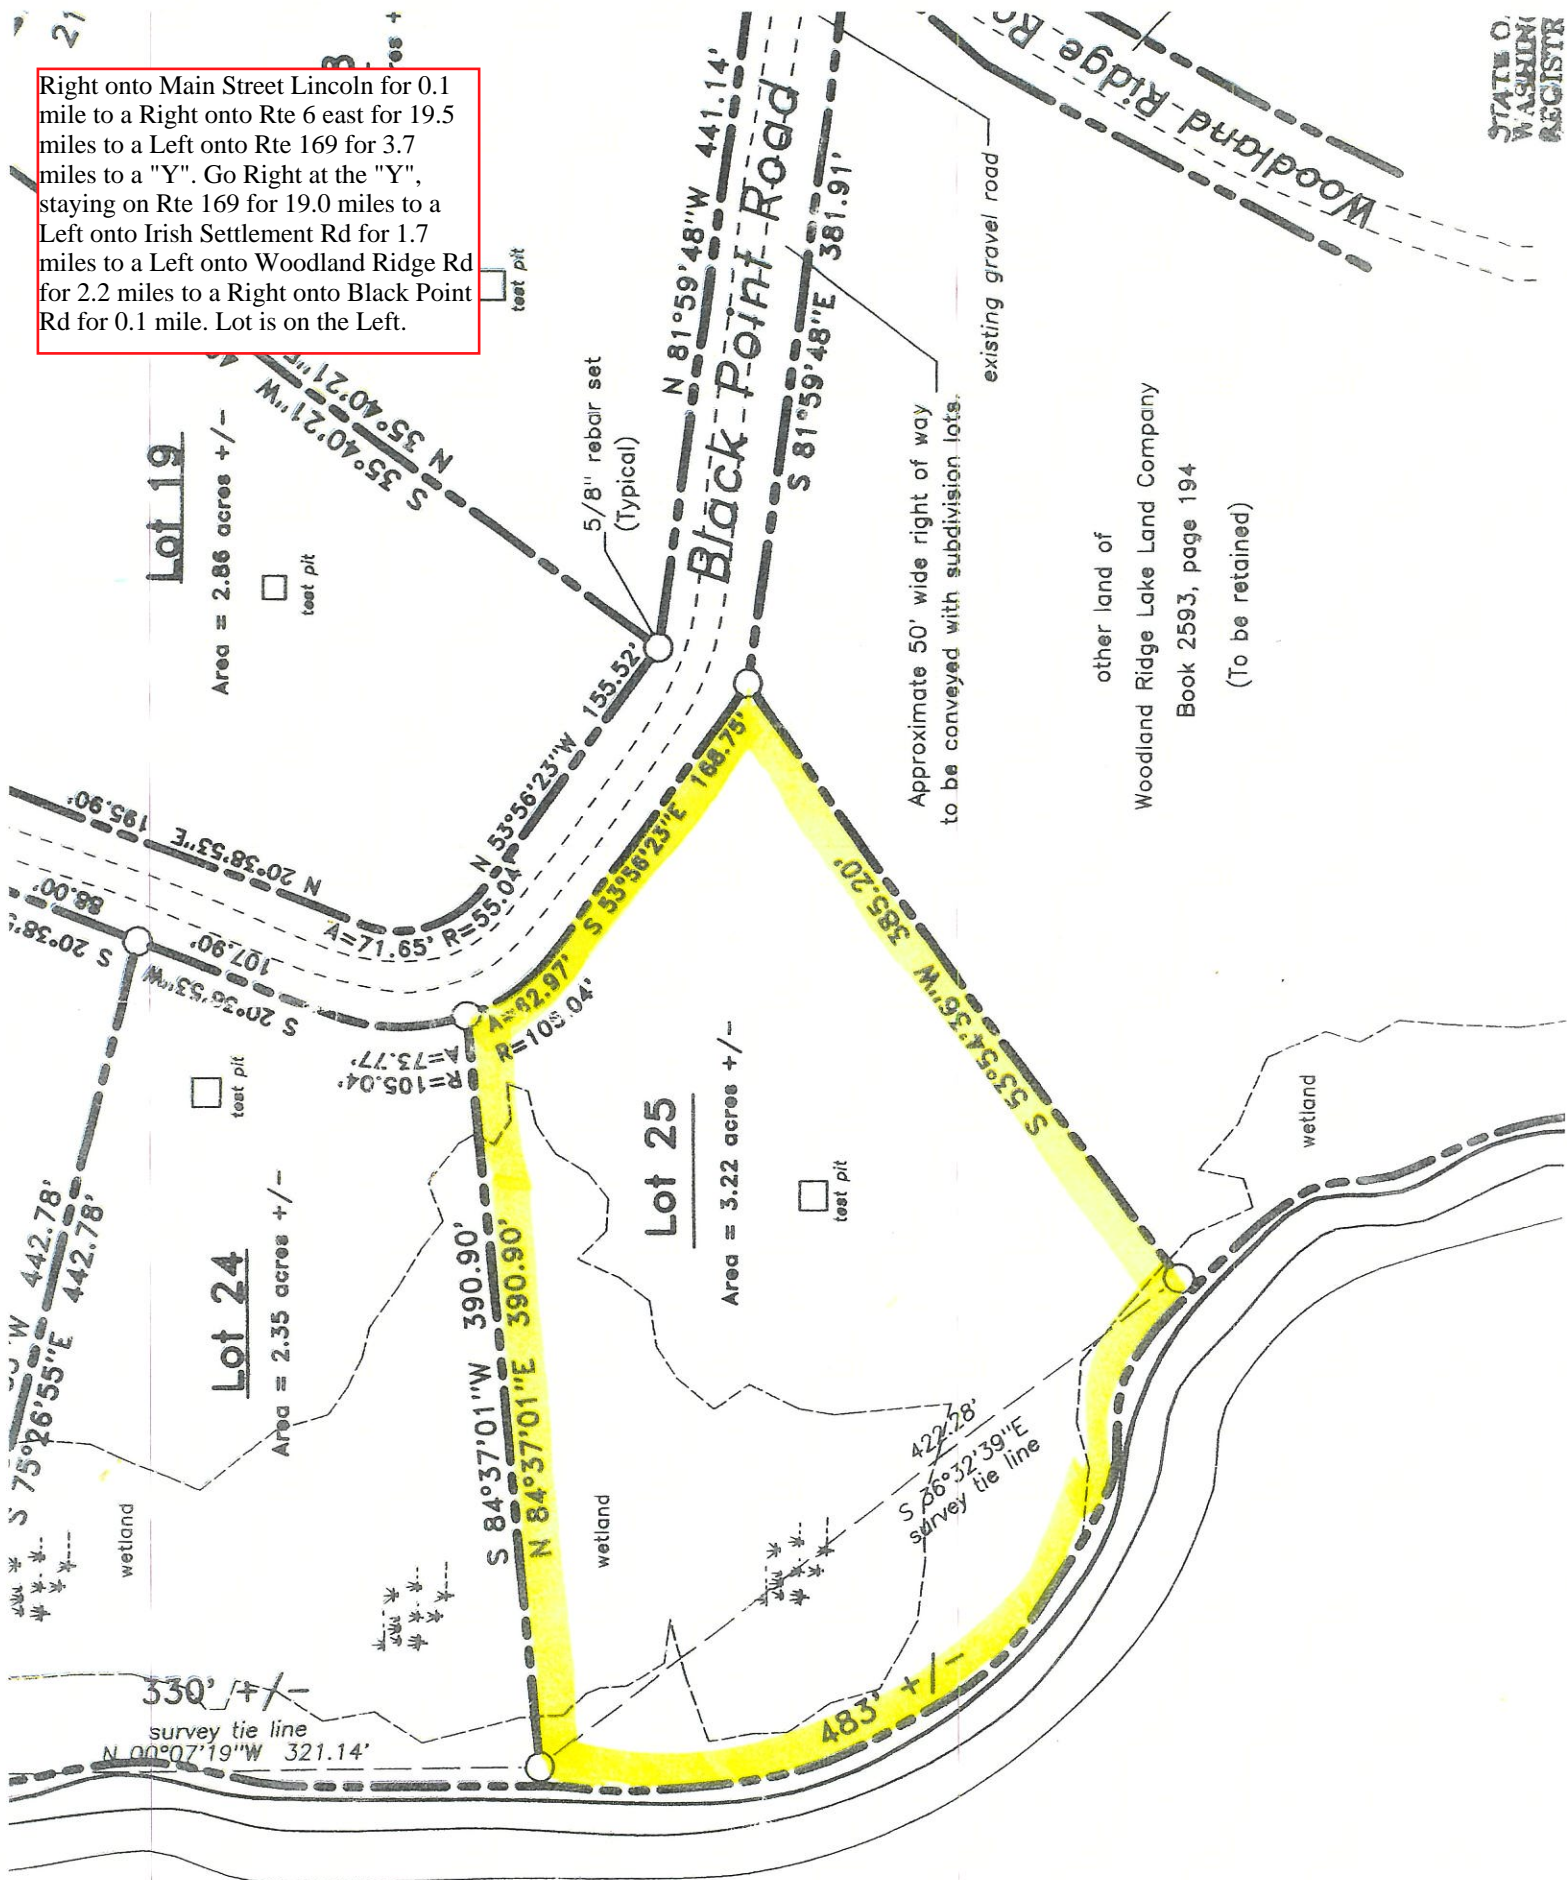 21
Right onto Main Street Lincoln for 0.1
mile to a Right onto Rte 6 east for 19.5
miles to a Left onto Rte 169 for 3.7
miles to a "Y". Go Right at the "Y",
staying on Rte 169 for 19.0 miles to a
Left onto Irish Settlement Rd for 1.7
miles to a Left onto Woodland Ridge Rd
for 2.2 miles to a Right onto Black Point
Rd for 0.1 mile. Lot is on the Left.
test pit
N 81°59'48"W 441.14'
Black Point Road
S 81°59'48"E 381.91'
existing gravel road
Woodland Ridge
WASHING
REGISTR
S 35°40'21"W
N 35°40'21"E
Lot 19
Area = 2.86 acres +/-
test pit
5/8" rebar set
(Typical)
Approximate 50' wide right of way
to be conveyed with subdivision lots.
other land of
Woodland Ridge Lake Land Company
Book 2593, page 194
(To be retained)
N 53°56'23"W 155.52'
N 20°38'53"E 195.90'
A=71.65' R=55.04'
88.00'
S 20°38'53"W 107.90'
S 53°56'23"E 168.75'
A=82.97'
R=105.04'
R=105.04'
A=73.77'
S 53°54'36"W 385.20'
test pit
Lot 24
Area = 2.35 acres +/-
442.78'
S 75°26'55"E 442.78'
Lot 25
Area = 3.22 acres +/-
test pit
S 84°37'01"W 390.90'
N 84°37'01"E 390.90'
wetland
wetland
wetland
422.28'
S 36°32'39"E
survey tie line
330' +/-
survey tie line
N 00°07'19"W 321.14'
483' +/-